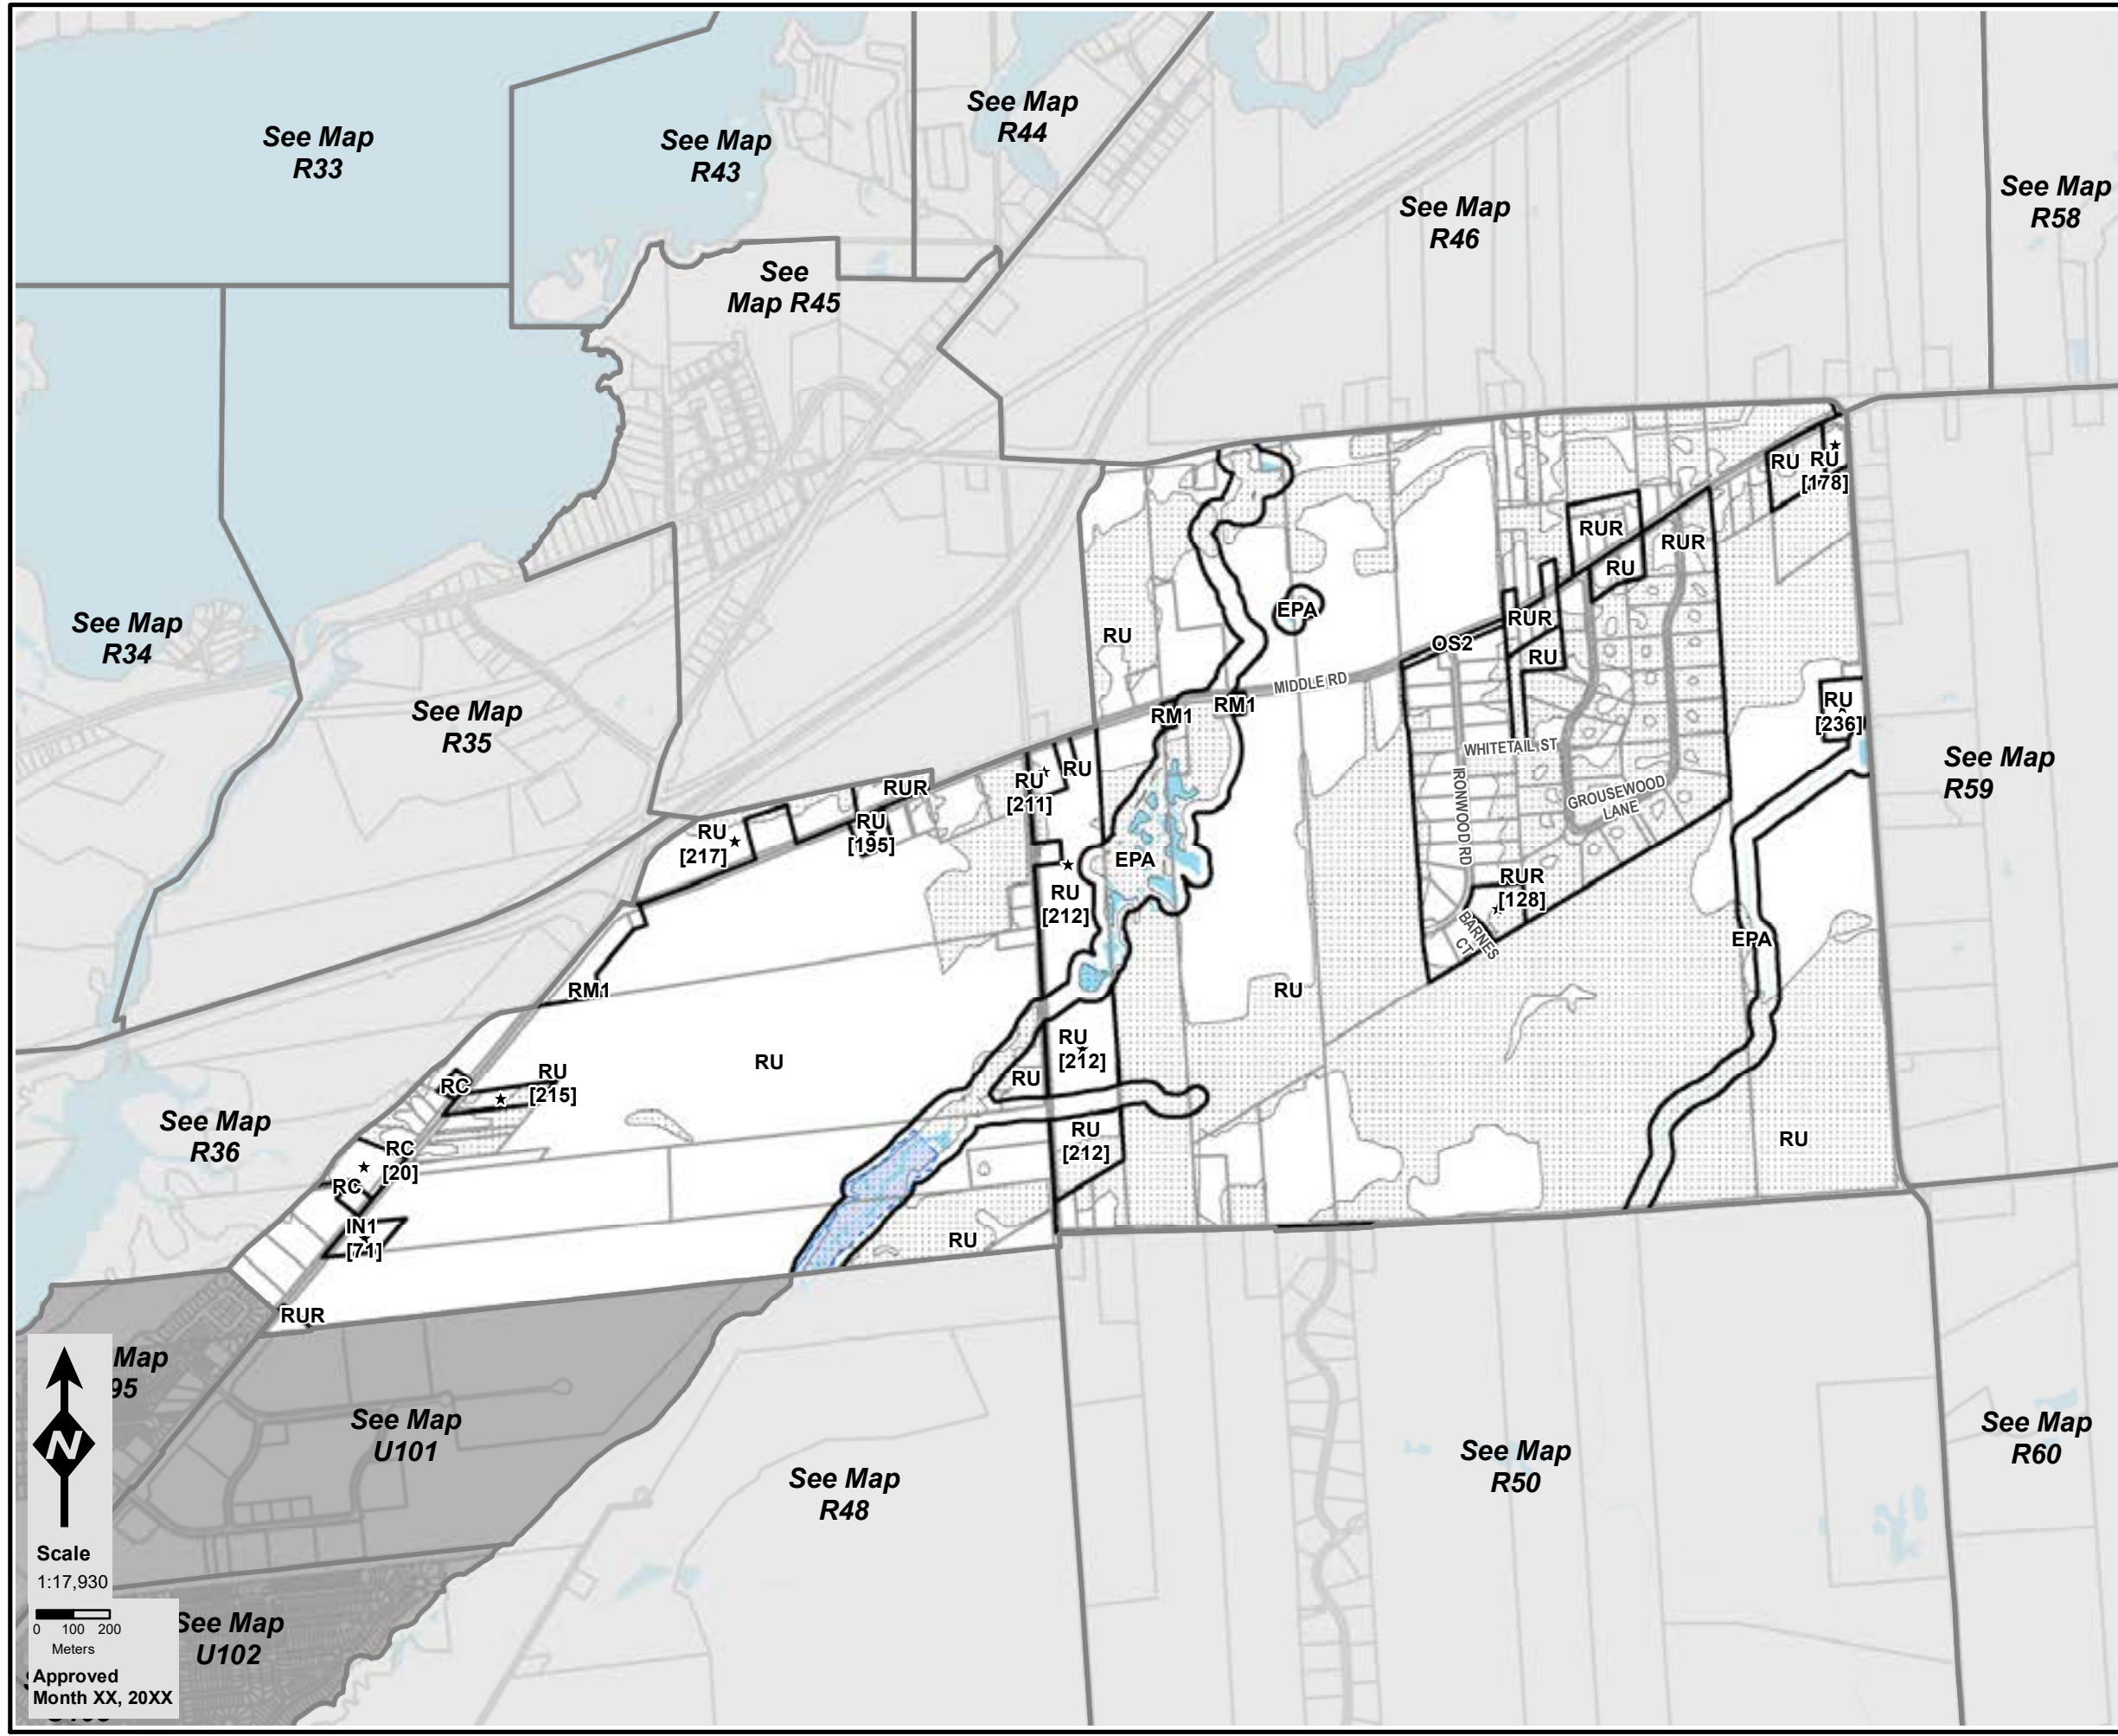 See Map
R33
See Map
R43
See Map
R44
See Map
R46
See Map
R58
See
Map R45
See Map
R34
See Map
R35
See Map
R36
See Map
R59
RU
RU
[178]
RUR
RUR
RU
EPA
RU
RUR
OS2
RU
MIDDLE RD
RM1
RM1
RU
[236]
WHITETAIL ST
IRONWOOD RD
GROUSEWOOD
LANE
RU
[211]
RU
RUR
RU
[217]
RU
[195]
EPA
RU
[212]
RUR
[128]
BARNES
CT
EPA
RM1
RU
RU
RU
[212]
RU
RC
RU
[215]
RC
[20]
RC
RU
[212]
RU
IN1
[71]
RU
RUR
Map
95
See Map
U101
See Map
R48
See Map
R50
See Map
R60
See Map
U102
N
Scale
1:17,930
0 100 200
Meters
Approved
Month XX, 20XX